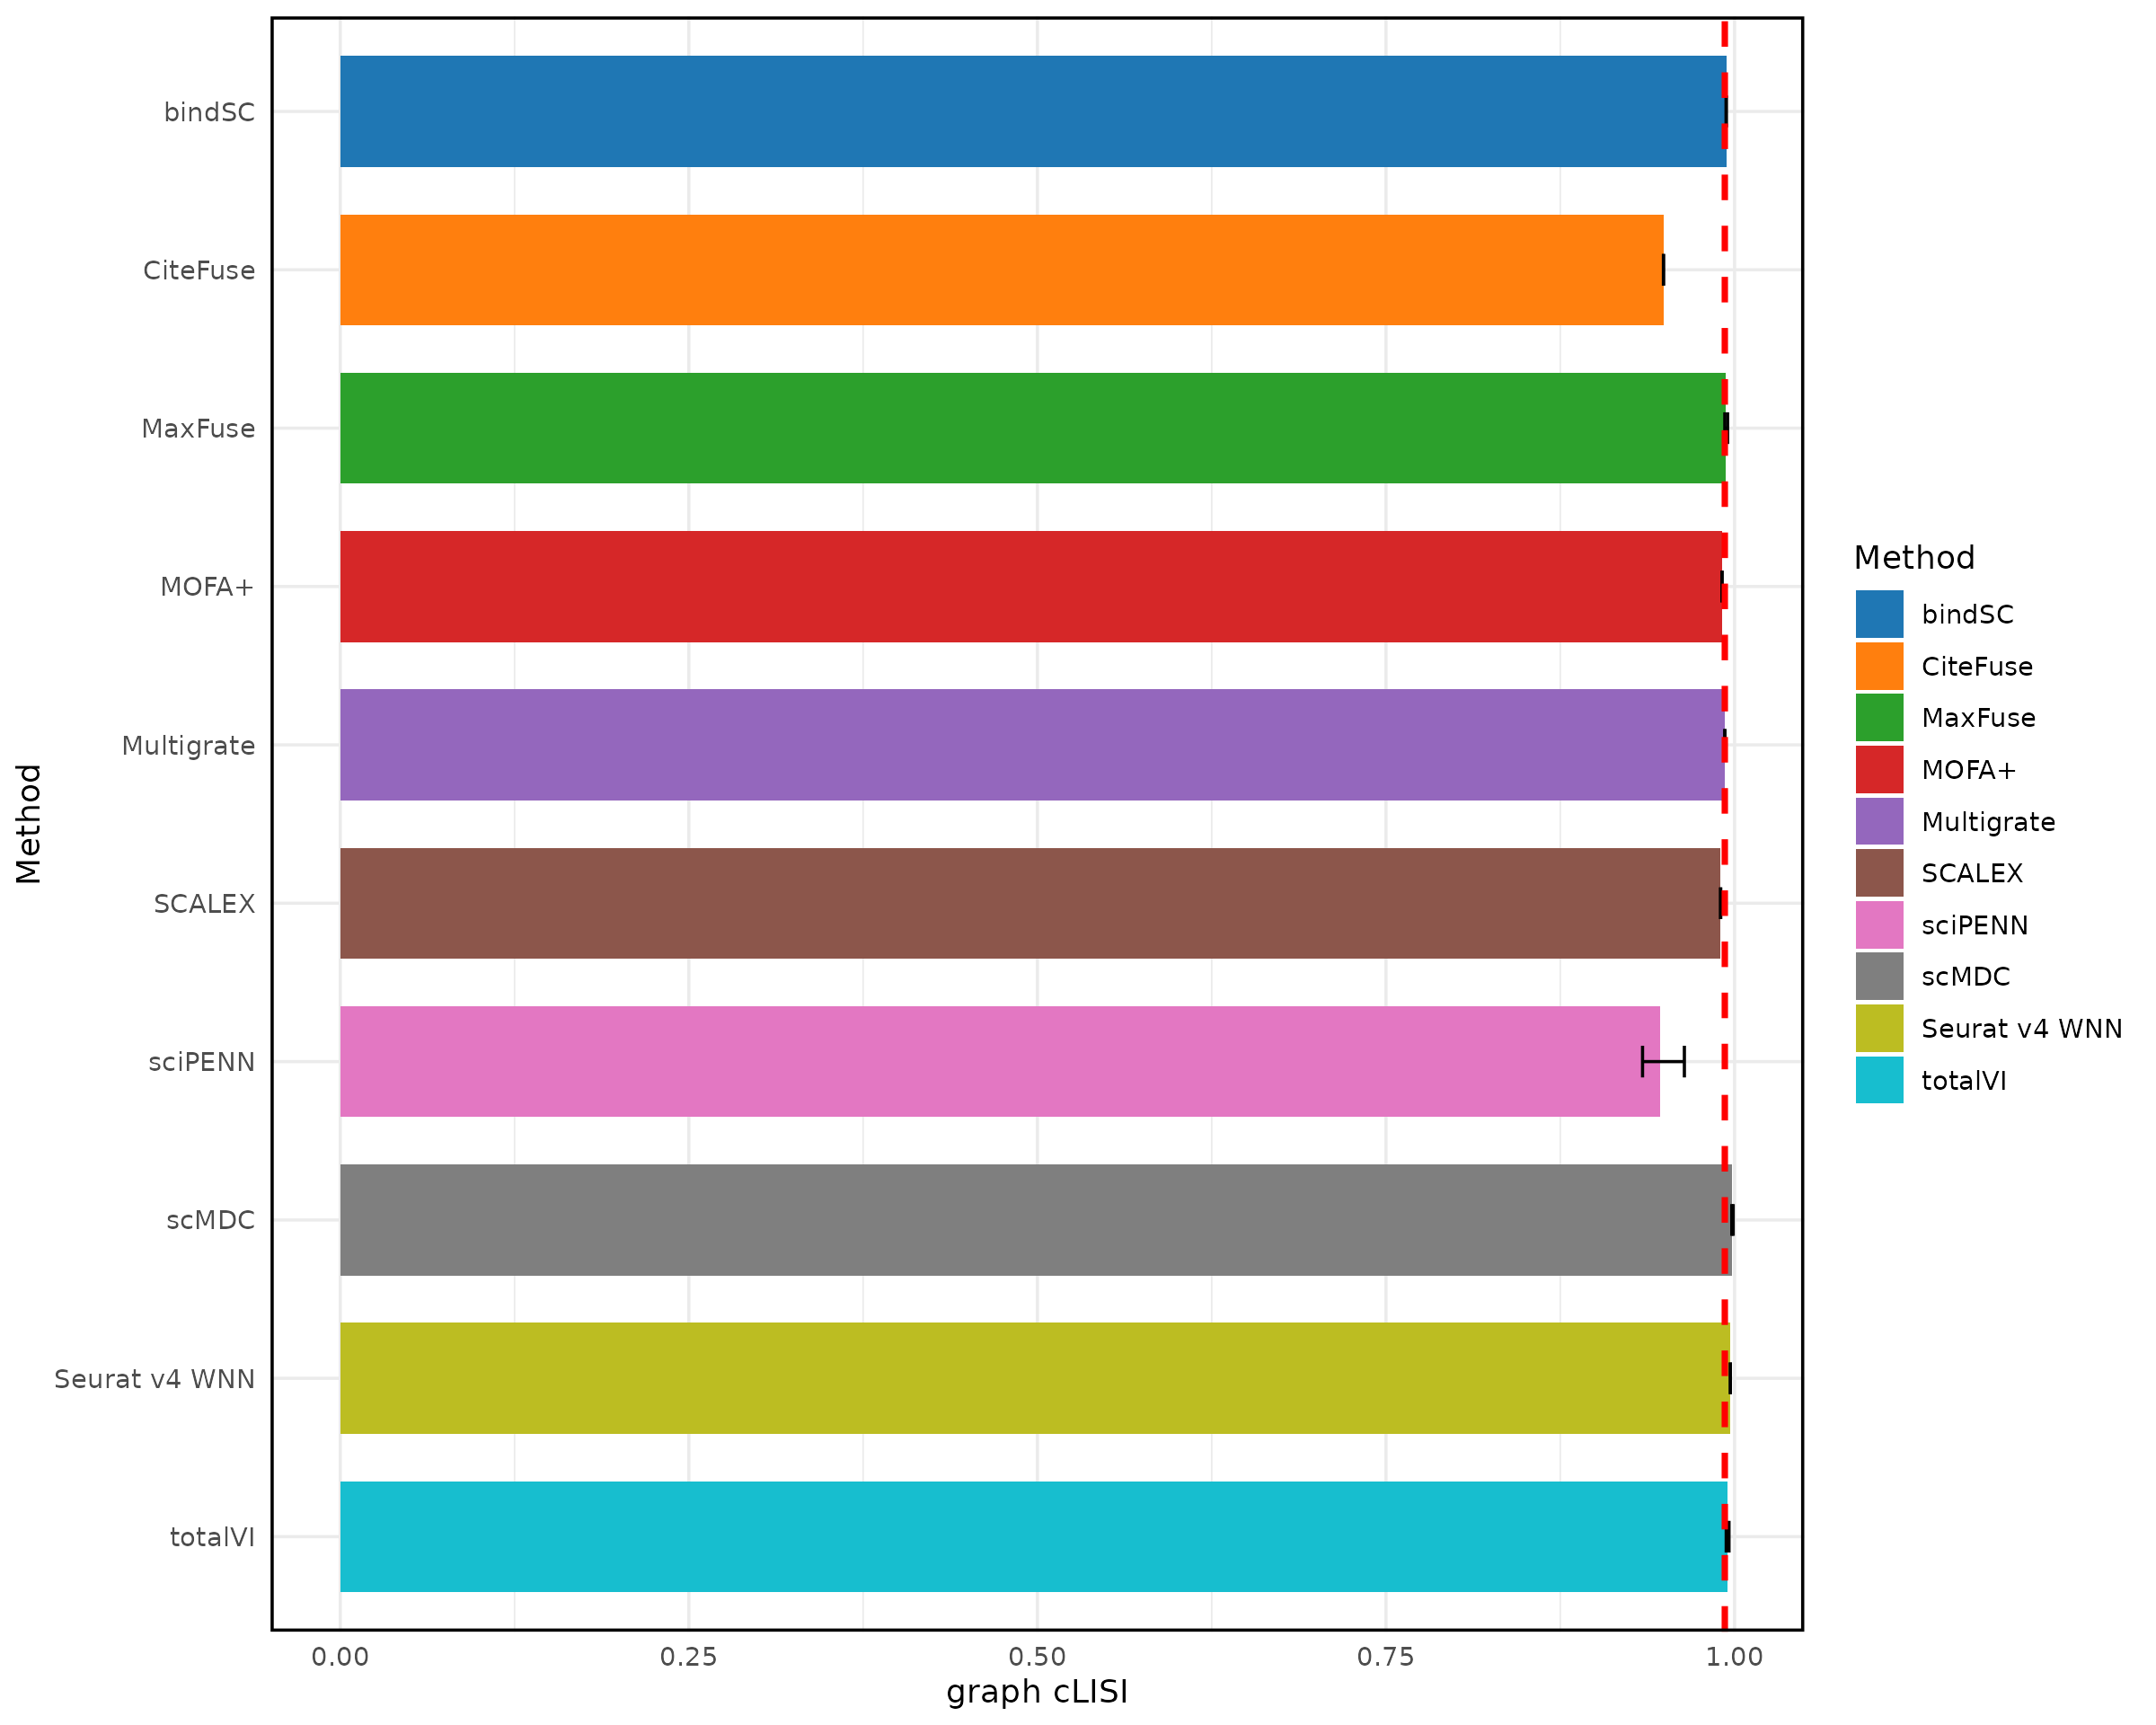 Method
bindSC
CiteFuse
MaxFuse
MOFA+
Multigrate
SCALEX
sciPENN
scMDC
Seurat v4 WNN
totalVI
0.00
0.25
0.50
0.75
1.00
graph cLISI
Method
bindSC
CiteFuse
MaxFuse
MOFA+
Multigrate
SCALEX
sciPENN
scMDC
Seurat v4 WNN
totalVI